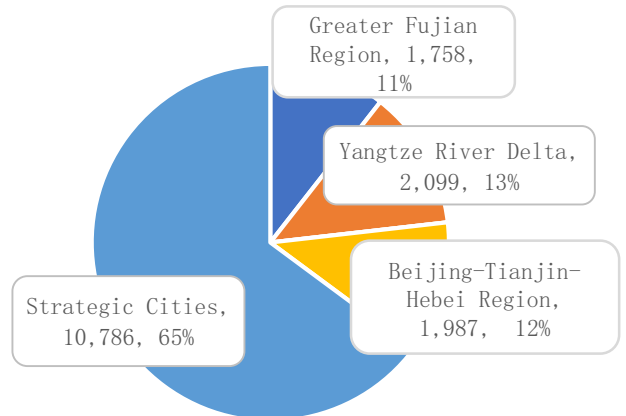 Greater Fujian
Region, 1,758,
11%
Yangtze River Delta,
2,099, 13%
Beijing-Tianjin-
Hebei Region,
1,987, 12%
Strategic Cities,
10,786, 65%